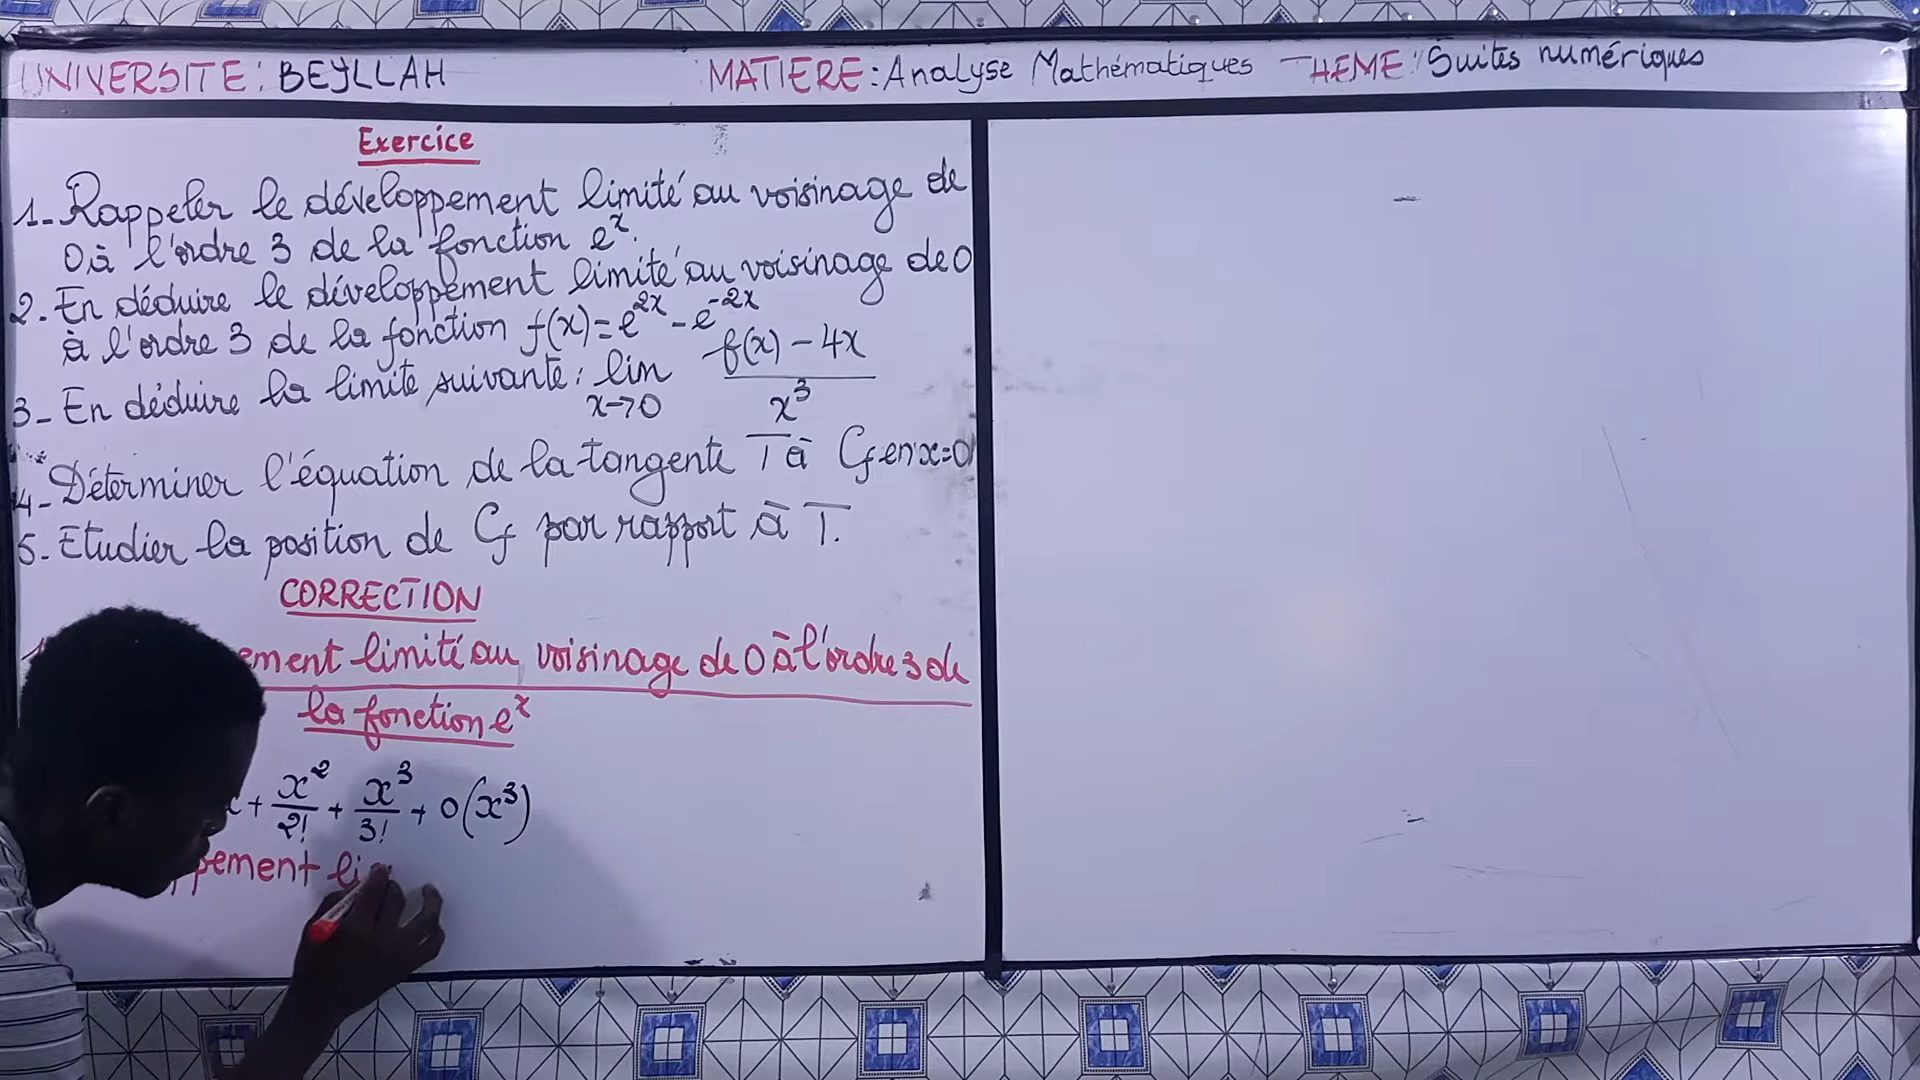 UNIVERSITE : BEYLLAH MATIERE : Analyse Mathématiques THEME : Suites numériques
Exercice
1- Rappeler le développement limité au voisinage de
0 à l'ordre 3 de la fonction e^x.
2. En déduire le développement limité au voisinage de 0
à l'ordre 3 de la fonction f(x) = e^{2x} - e^{-2x}
3- En déduire la limite suivante : lim_{x→0} (f(x) - 4x)/x^3
4- Déterminer l'équation de la tangente T à Cf en x=0
5- Etudier la position de Cf par rapport à T.
CORRECTION
ement limité au voisinage de 0 à l'ordre 3 de
la fonction e^x
x + x^2/2! + x^3/3! + o(x^3)
ppement li